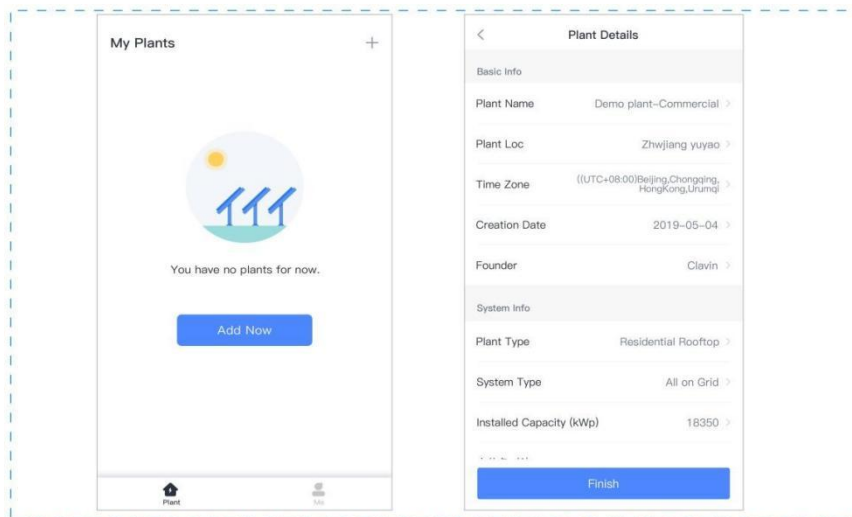 My Plants
+
You have no plants for now.
Add Now
Plant
Me
Plant Details
Basic Info
Plant Name Demo plant-Commercial
Plant Loc Zhwjiang yuyao
Time Zone ((UTC+08:00)Beijing,Chongqing,
HongKong,Urumqi
Creation Date 2019-05-04
Founder Clavin
System Info
Plant Type Residential Rooftop
System Type All on Grid
Installed Capacity (kWp) 18350
Finish